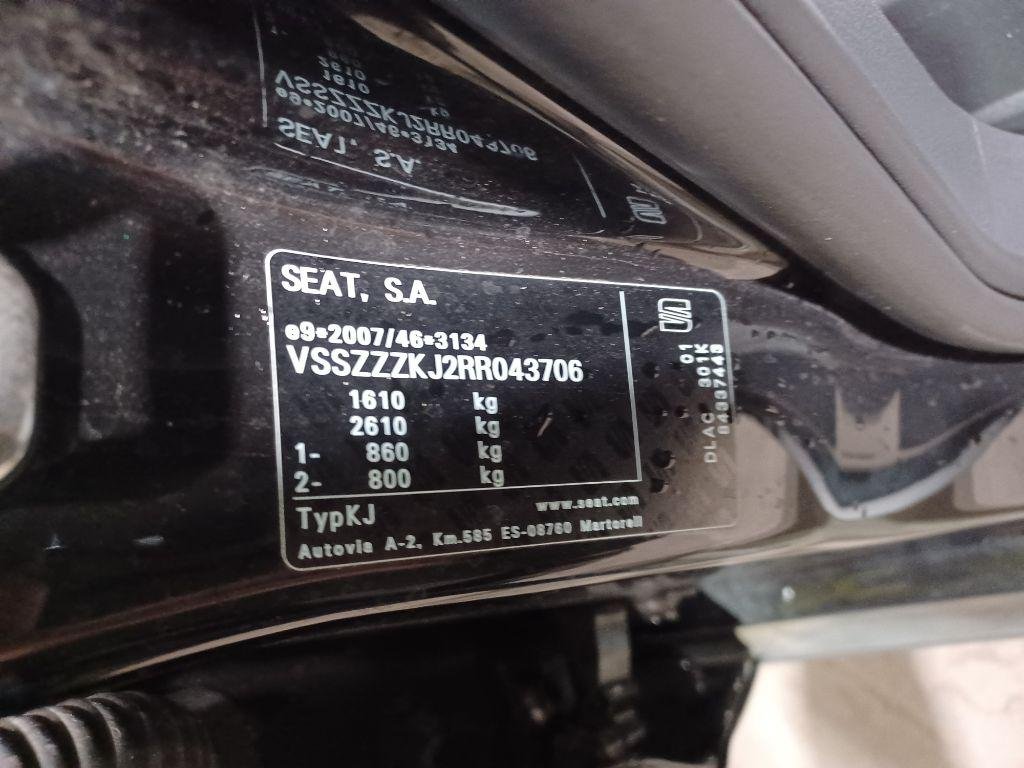 SEAT, S.A.
e9*2007/46*3134
VSSZZZKJ2RR043706
1610 kg
2610 kg
1- 860 kg
2- 800 kg
TypKJ
www.seat.com
Autovia A-2, Km.585 ES-08760 Martorell
01
DLAC 301K
84337448